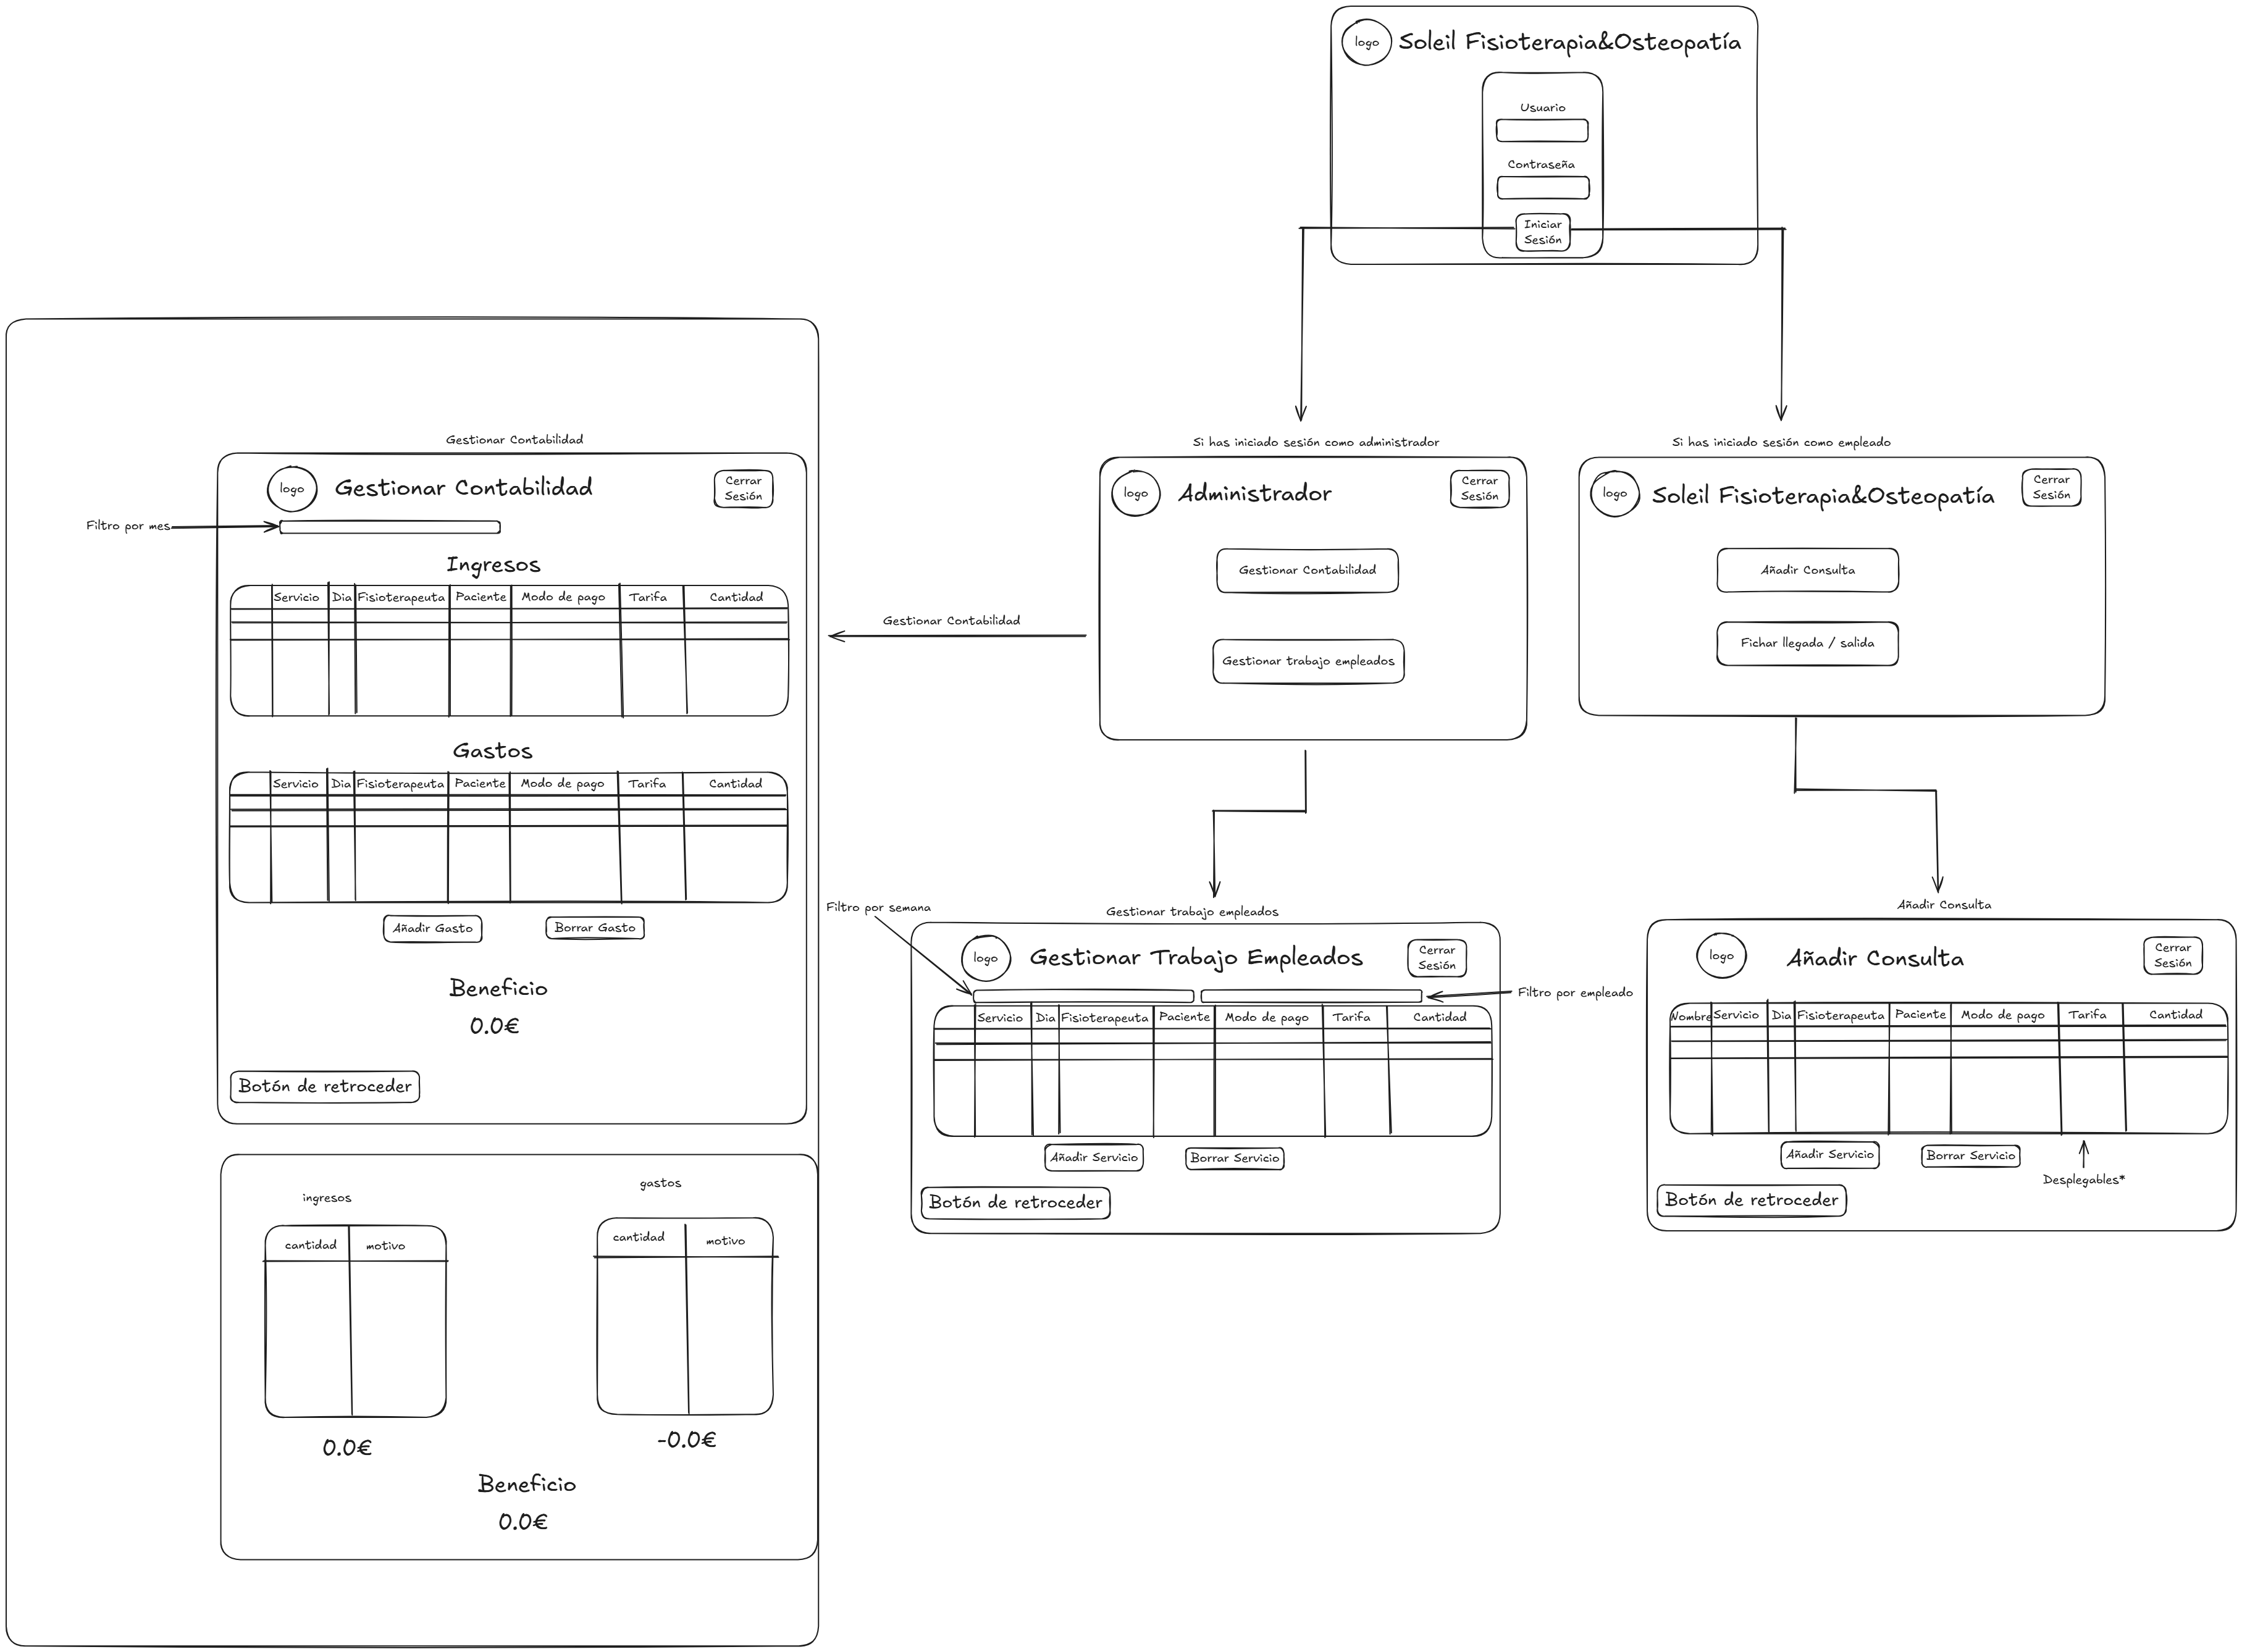 logo
Soleil Fisioterapia&Osteopatía
Usuario
Contraseña
Iniciar
Sesión
Si has iniciado sesión como administrador
logo
Administrador
Cerrar
Sesión
Gestionar Contabilidad
Gestionar trabajo empleados
Si has iniciado sesión como empleado
logo
Soleil Fisioterapia&Osteopatía
Cerrar
Sesión
Añadir Consulta
Fichar llegada / salida
Gestionar Contabilidad
Gestionar Contabilidad
logo
Gestionar Contabilidad
Cerrar
Sesión
Filtro por mes
Ingresos
Servicio Dia Fisioterapeuta Paciente Modo de pago Tarifa Cantidad
Gastos
Servicio Dia Fisioterapeuta Paciente Modo de pago Tarifa Cantidad
Añadir Gasto
Borrar Gasto
Beneficio
0.0€
Botón de retroceder
ingresos
gastos
cantidad motivo
cantidad motivo
0.0€
-0.0€
Beneficio
0.0€
Filtro por semana
Gestionar trabajo empleados
logo
Gestionar Trabajo Empleados
Cerrar
Sesión
Filtro por empleado
Servicio Dia Fisioterapeuta Paciente Modo de pago Tarifa Cantidad
Añadir Servicio
Borrar Servicio
Botón de retroceder
Añadir Consulta
logo
Añadir Consulta
Cerrar
Sesión
Nombre Servicio Dia Fisioterapeuta Paciente Modo de pago Tarifa Cantidad
Añadir Servicio
Borrar Servicio
Desplegables*
Botón de retroceder